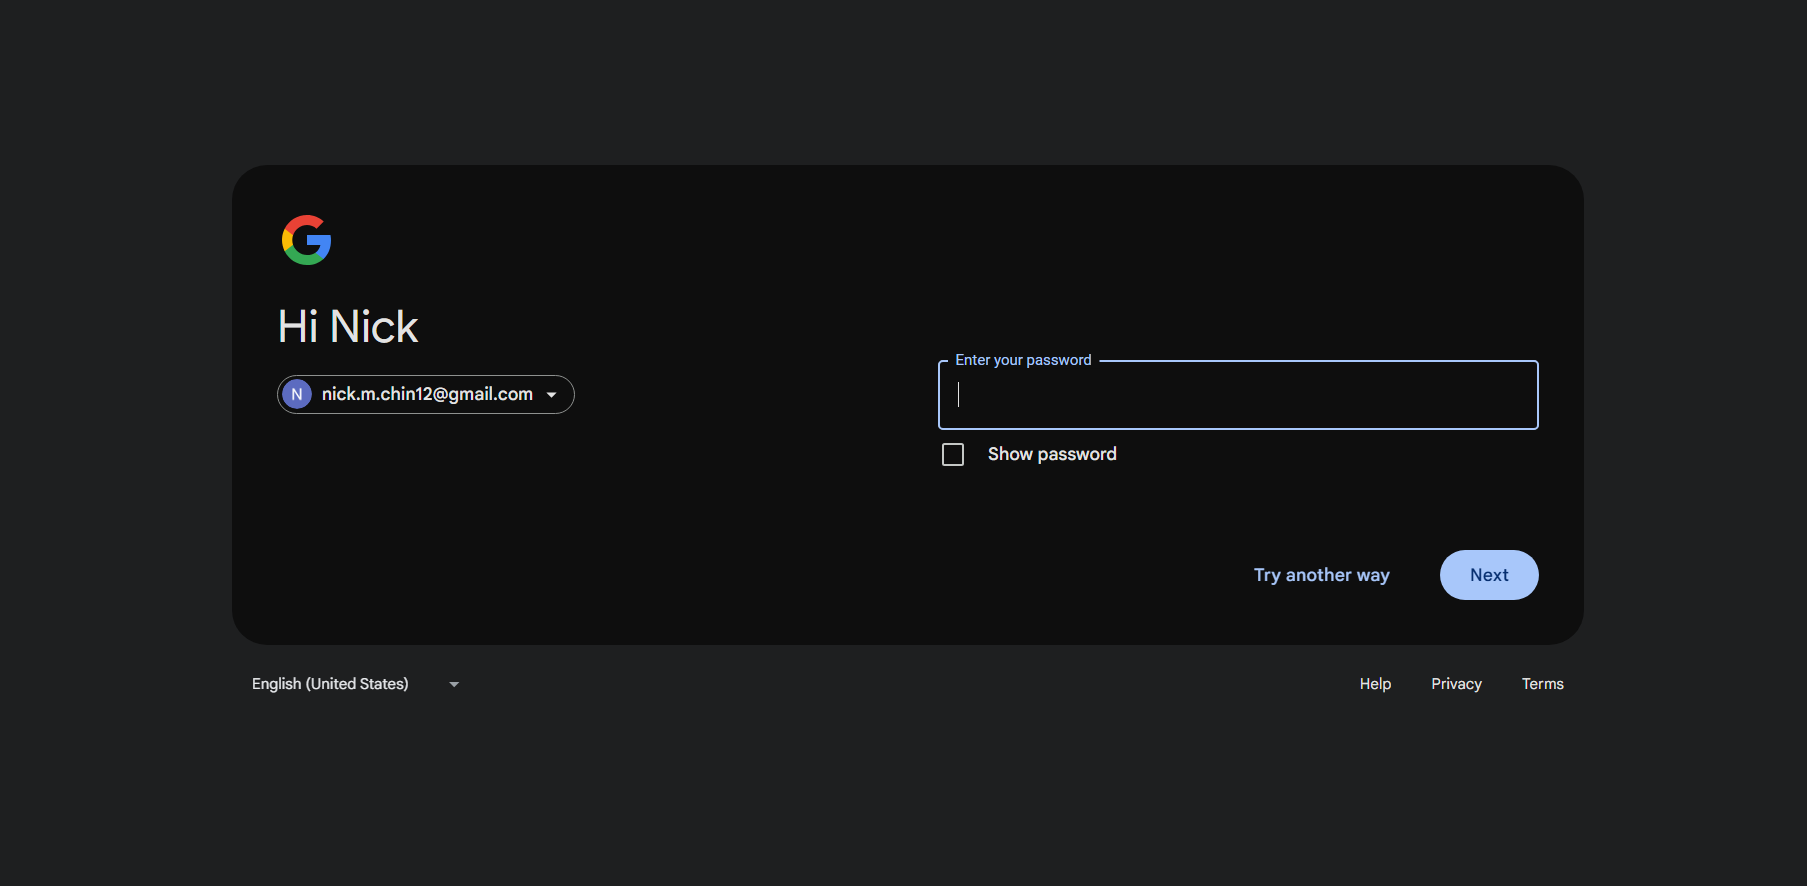 Hi Nick
N nick.m.chin12@gmail.com
Enter your password
Show password
Try another way Next
English (United States) Help Privacy Terms